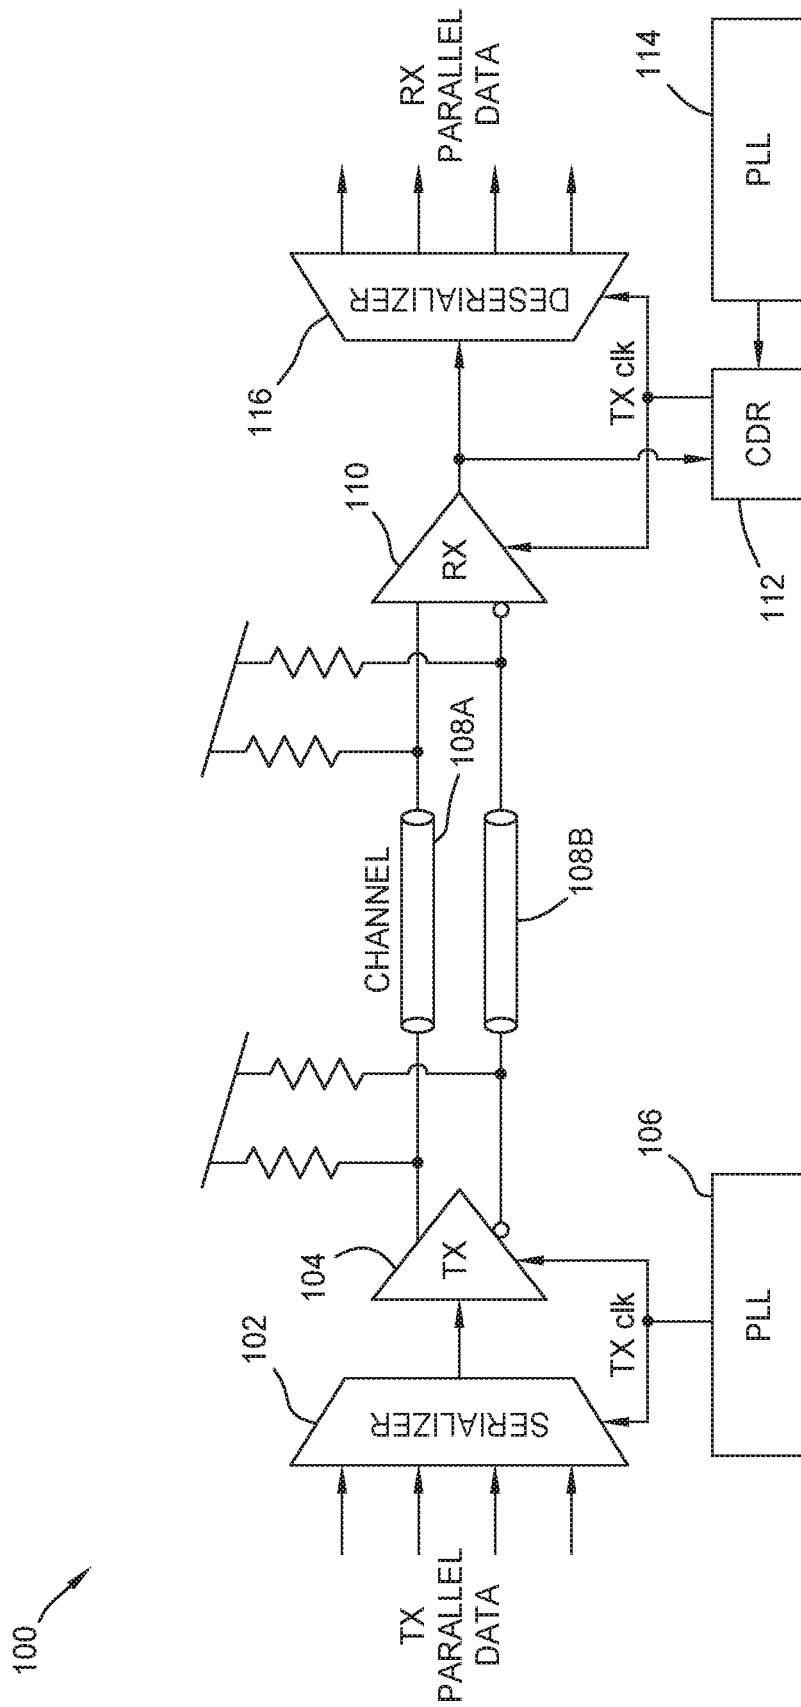 100
TX
PARALLEL
DATA
102
SERIALIZER
104
TX
TX clk
106
PLL
CHANNEL
108A
108B
110
RX
116
DESERIALIZER
TX clk
112
CDR
114
PLL
RX
PARALLEL
DATA